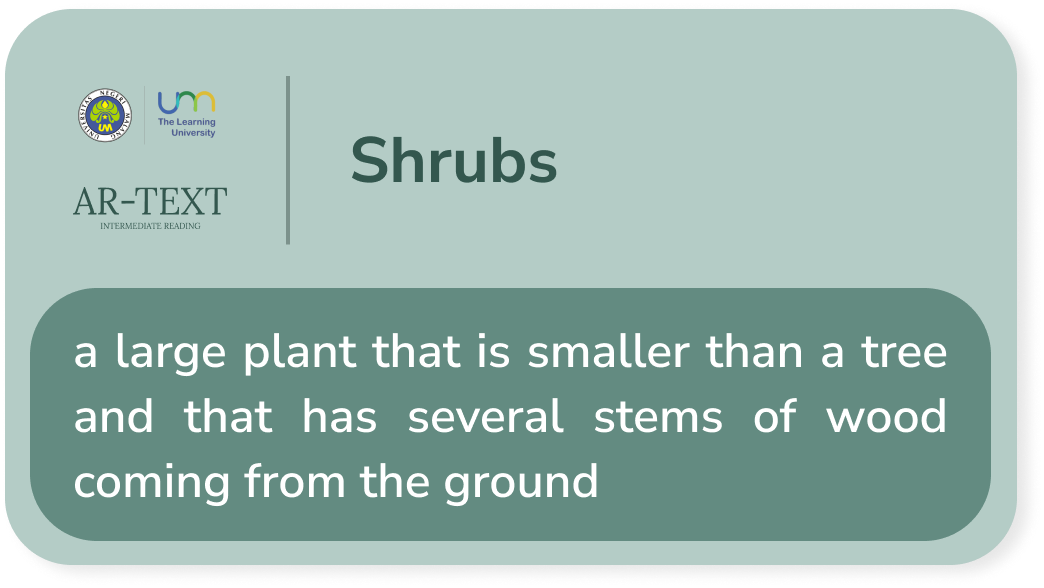 UNIVERSITAS NEGERI MALANG
UM
um
The Learning
University
AR-TEXT
INTERMEDIATE READING
Shrubs
a large plant that is smaller than a tree
and that has several stems of wood
coming from the ground